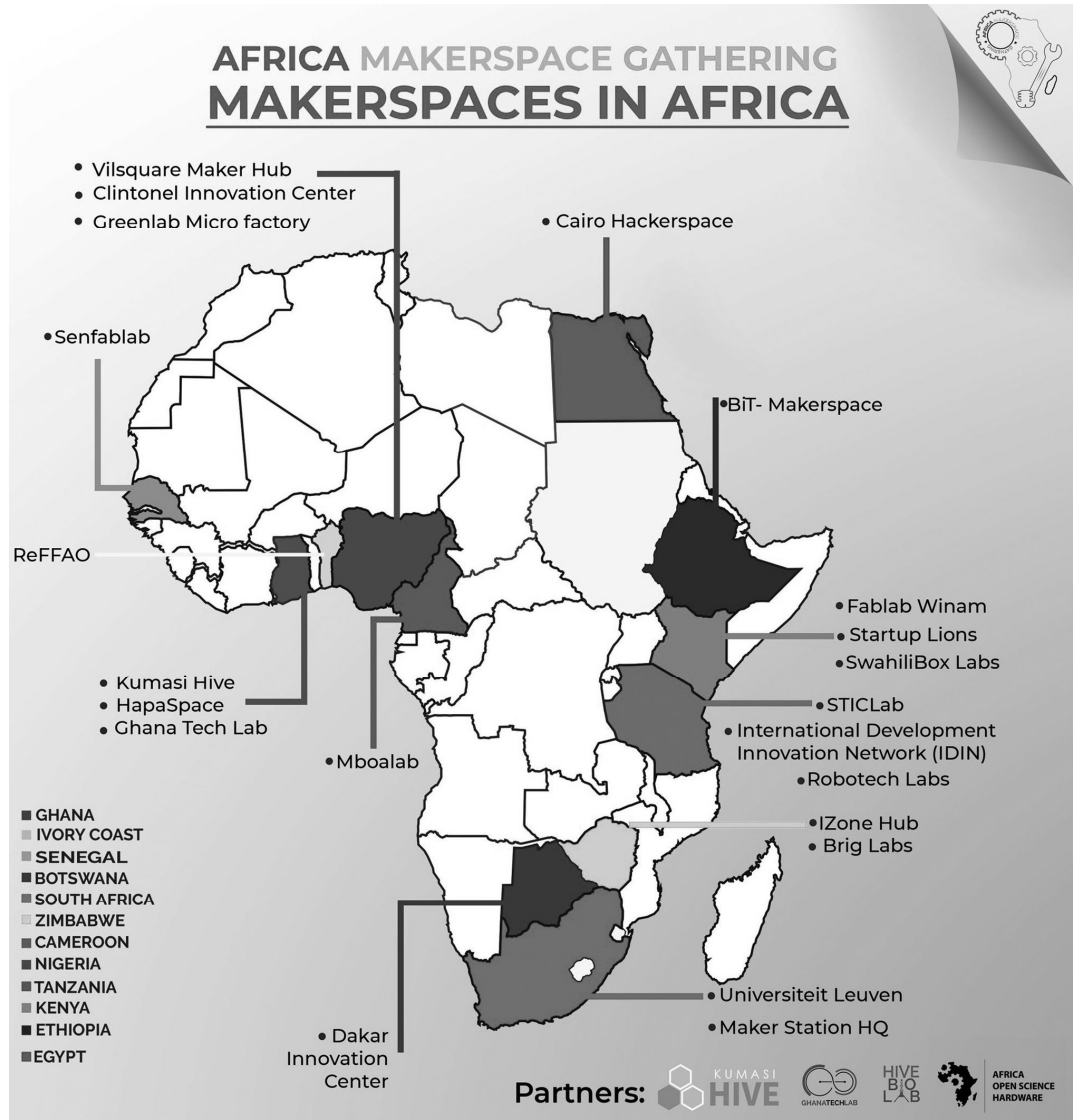 AFRICA MAKERSPACE GATHERING
MAKERSPACES IN AFRICA
• Vilsquare Maker Hub
• Clintonel Innovation Center
• Greenlab Micro factory
• Cairo Hackerspace
• Senfablab
• BiT- Makerspace
ReFFAO
• Fablab Winam
• Startup Lions
• SwahiliBox Labs
• Kumasi Hive
• HapaSpace
• Ghana Tech Lab
• Mboalab
• STICLab
• International Development
Innovation Network (IDIN)
• Robotech Labs
• IZone Hub
• Brig Labs
GHANA
IVORY COAST
SENEGAL
BOTSWANA
SOUTH AFRICA
ZIMBABWE
CAMEROON
NIGERIA
TANZANIA
KENYA
ETHIOPIA
EGYPT
• Universiteit Leuven
• Maker Station HQ
• Dakar
Innovation
Center
Partners:
KUMASI
HIVE
GHANATECHLAB
HIVE
BIO
LAB
AFRICA
OPEN SCIENCE
HARDWARE